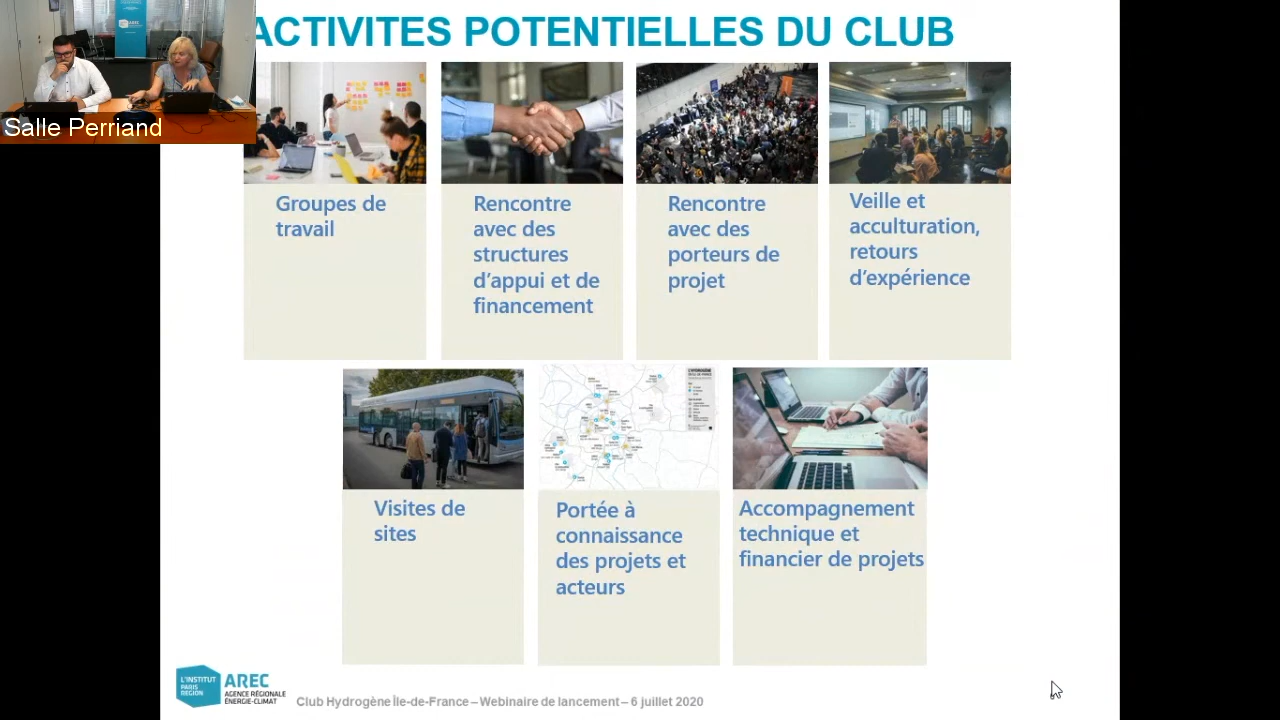 ACTIVITES POTENTIELLES DU CLUB
Salle Perriand
Groupes de
travail
Rencontre
avec des
structures
d'appui et de
financement
Rencontre
avec des
porteurs de
projet
Veille et
acculturation,
retours
d'expérience
Visites de
sites
Portée à
connaissance
des projets et
acteurs
Accompagnement
technique et
financier de projets
L'INSTITUT
PARIS
REGION
AREC
AGENCE RÉGIONALE
ÉNERGIE-CLIMAT
Club Hydrogène Île-de-France – Webinaire de lancement – 6 juillet 2020